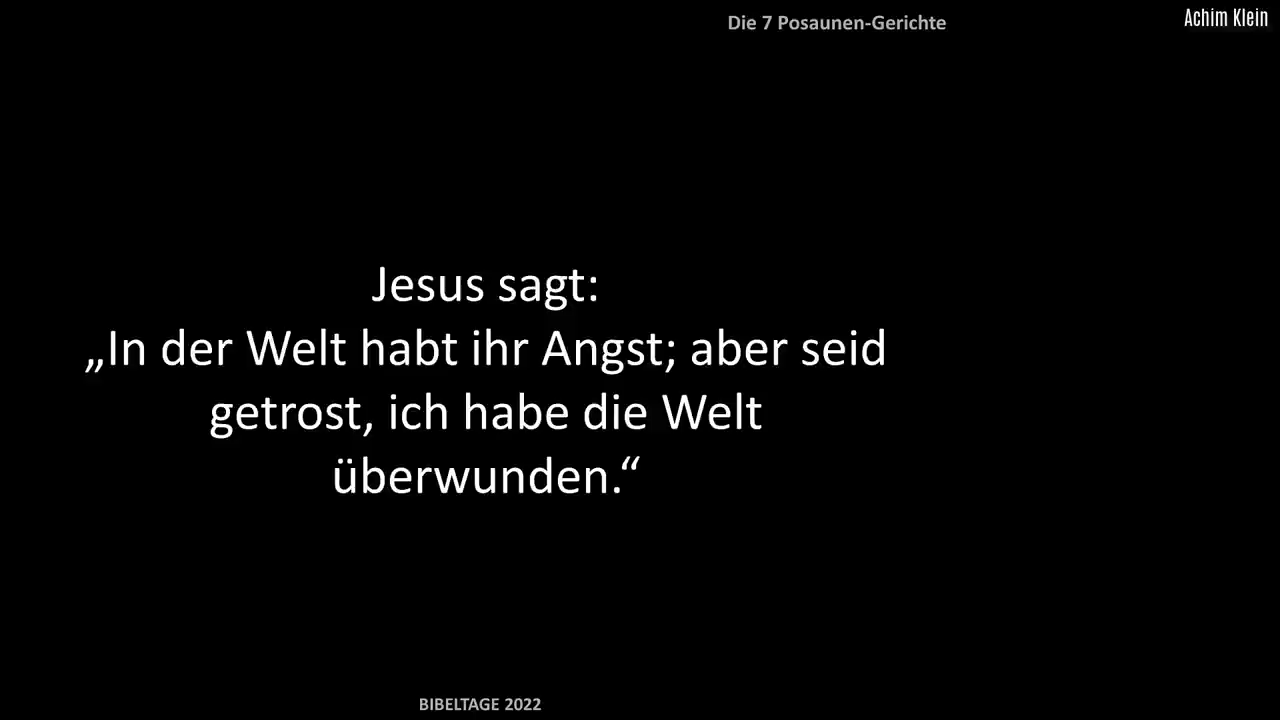 Die 7 Posaunen-Gerichte
Achim Klein
Jesus sagt:
„In der Welt habt ihr Angst; aber seid
getrost, ich habe die Welt
überwunden.“
BIBELTAGE 2022